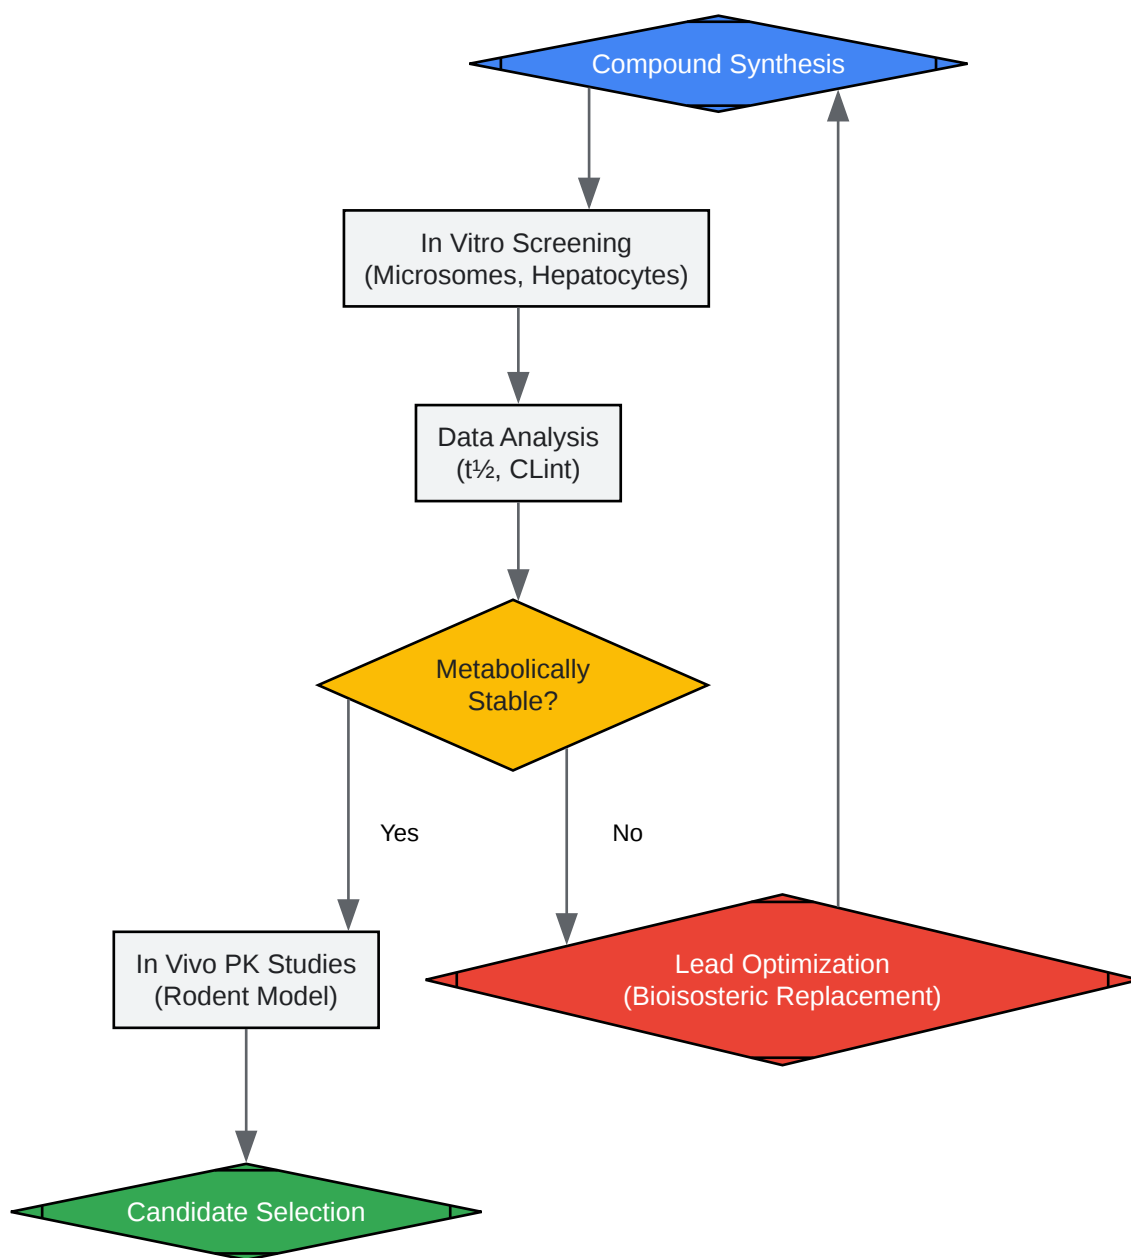 Compound Synthesis
In Vitro Screening
(Microsomes, Hepatocytes)
Data Analysis
(t½, CLint)
Metabolically
Stable?
Yes
No
In Vivo PK Studies
(Rodent Model)
Lead Optimization
(Bioisosteric Replacement)
Candidate Selection